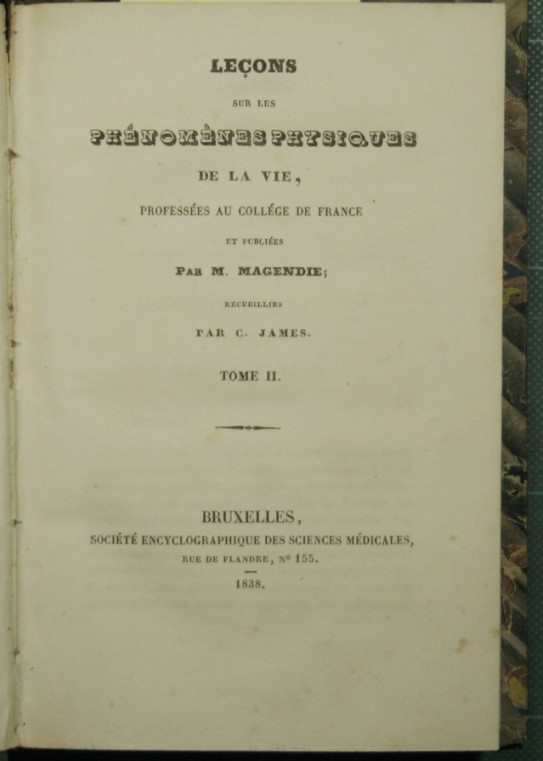 LEÇONS
SUR LES
PHÉNOMÈNES PHYSIQUES
DE LA VIE,
PROFESSÉES AU COLLÉGE DE FRANCE
ET PUBLIÉES
PAR M. MAGENDIE;
RECUEILLIES
PAR C. JAMES.
TOME II.
BRUXELLES,
SOCIÉTÉ ENCYCLOGRAPHIQUE DES SCIENCES MÉDICALES,
RUE DE FLANDRE, Nº 155.
1838.